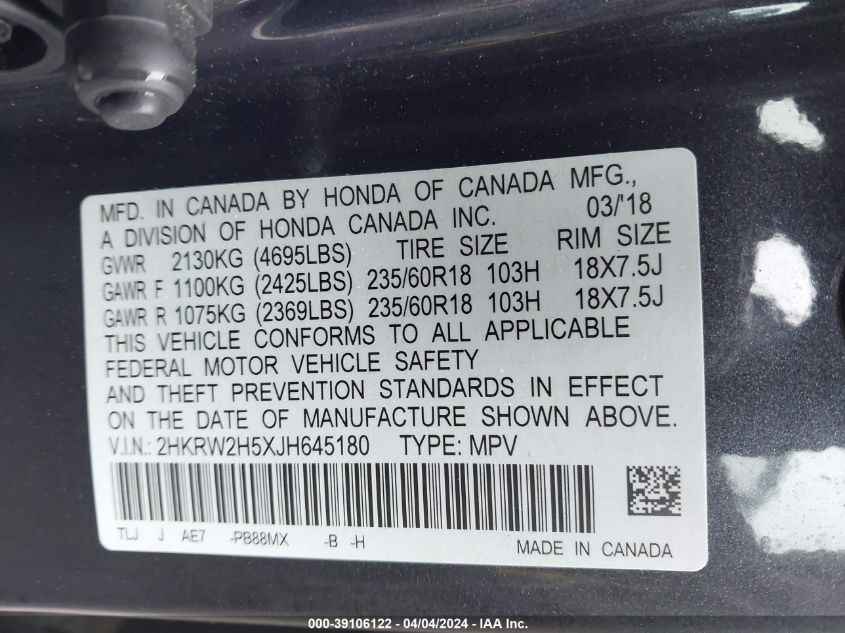 MFD. IN CANADA BY HONDA OF CANADA MFG.,
A DIVISION OF HONDA CANADA INC. 03/'18
GVWR 2130KG (4695LBS) TIRE SIZE RIM SIZE
GAWR F 1100KG (2425LBS) 235/60R18 103H 18X7.5J
GAWR R 1075KG (2369LBS) 235/60R18 103H 18X7.5J
THIS VEHICLE CONFORMS TO ALL APPLICABLE
FEDERAL MOTOR VEHICLE SAFETY
AND THEFT PREVENTION STANDARDS IN EFFECT
ON THE DATE OF MANUFACTURE SHOWN ABOVE.
V.I.N.: 2HKRW2H5XJH645180 TYPE: MPV
TLJ J AE7 -PB88MX -B -H
MADE IN CANADA
000-39106122 - 04/04/2024 - IAA Inc.